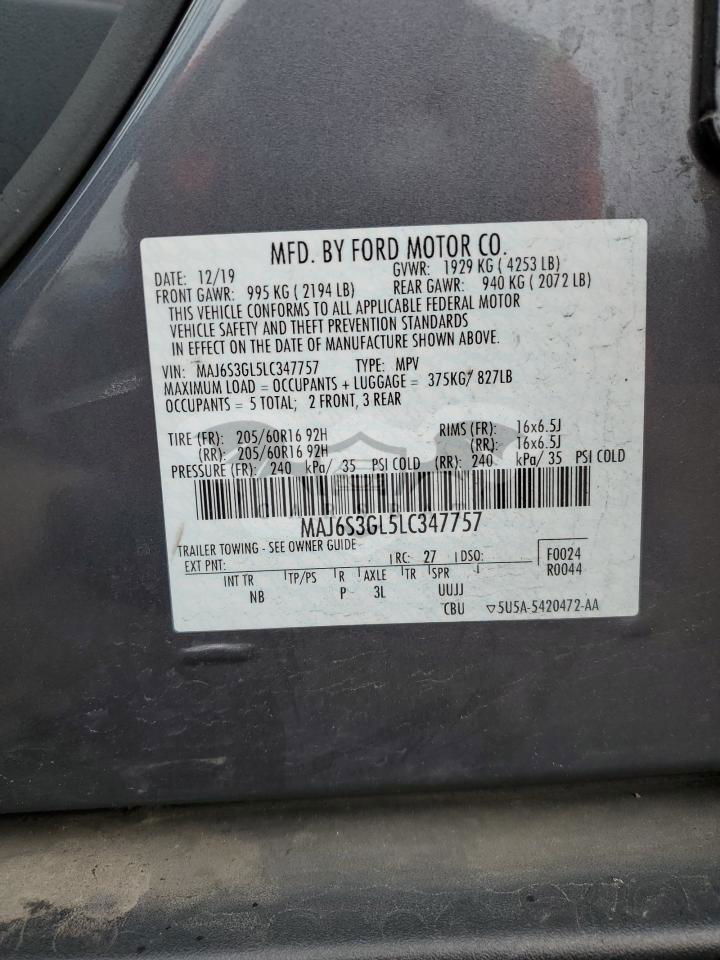 MFD. BY FORD MOTOR CO.
DATE: 12/19 GVWR: 1929 KG ( 4253 LB)
FRONT GAWR: 995 KG ( 2194 LB) REAR GAWR: 940 KG ( 2072 LB)
THIS VEHICLE CONFORMS TO ALL APPLICABLE FEDERAL MOTOR
VEHICLE SAFETY AND THEFT PREVENTION STANDARDS
IN EFFECT ON THE DATE OF MANUFACTURE SHOWN ABOVE.
VIN: MAJ6S3GL5LC347757 TYPE: MPV
MAXIMUM LOAD = OCCUPANTS + LUGGAGE = 375KG/ 827LB
OCCUPANTS = 5 TOTAL; 2 FRONT, 3 REAR
TIRE (FR): 205/60R16 92H RIMS (FR): 16x6.5J
(RR): 205/60R16 92H (RR): 16x6.5J
PRESSURE (FR): 240 kPa/ 35 PSI COLD (RR): 240 kPa/ 35 PSI COLD
MAJ6S3GL5LC347757
TRAILER TOWING - SEE OWNER GUIDE
EXT PNT: RC: 27 DSO: F0024
INT TR TP/PS R AXLE TR SPR R0044
NB P 3L UUJJ
CBU ▽5U5A-5420472-AA